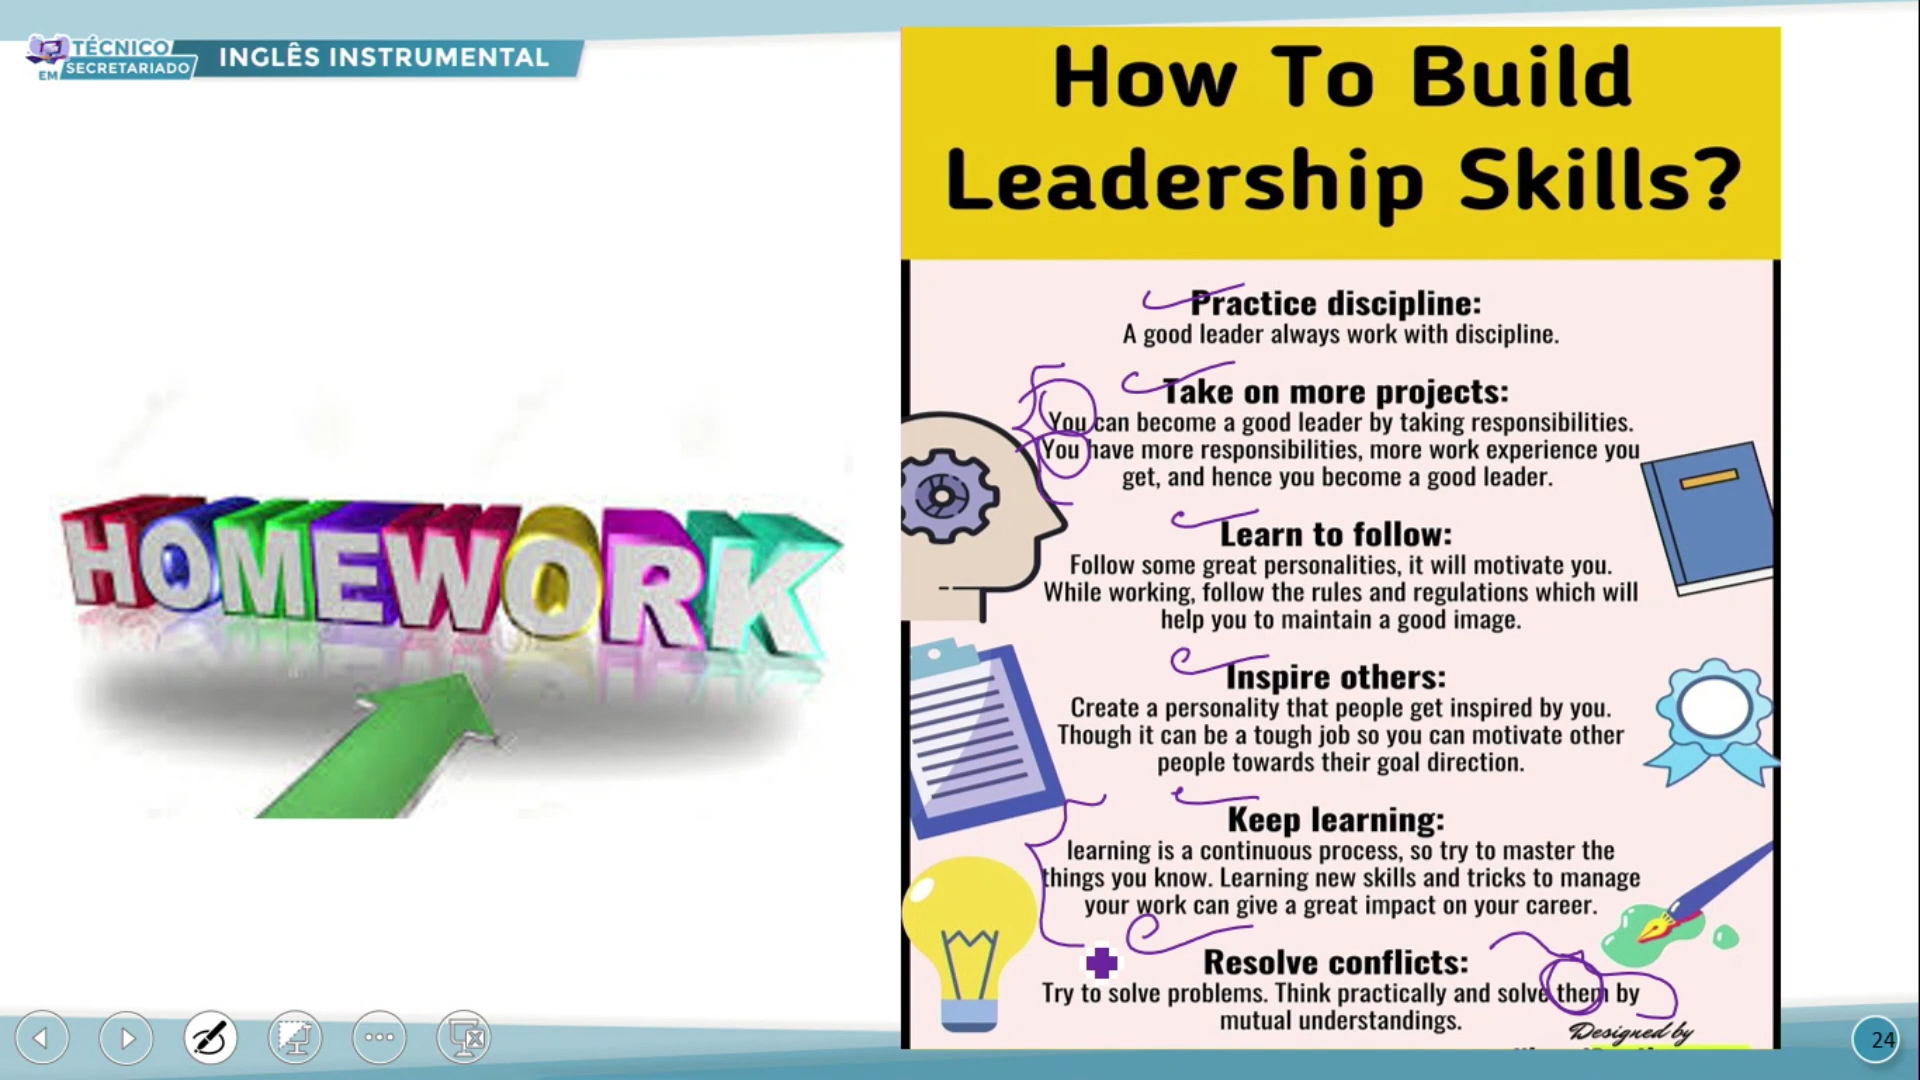 TÉCNICO
EM SECRETARIADO
INGLÊS INSTRUMENTAL
HOMEWORK
How To Build
Leadership Skills?
Practice discipline:
A good leader always work with discipline.
Take on more projects:
You can become a good leader by taking responsibilities.
You have more responsibilities, more work experience you
get, and hence you become a good leader.
Learn to follow:
Follow some great personalities, it will motivate you.
While working, follow the rules and regulations which will
help you to maintain a good image.
Inspire others:
Create a personality that people get inspired by you.
Though it can be a tough job so you can motivate other
people towards their goal direction.
Keep learning:
learning is a continuous process, so try to master the
things you know. Learning new skills and tricks to manage
your work can give a great impact on your career.
Resolve conflicts:
Try to solve problems. Think practically and solve them by
mutual understandings.
Designed by
24